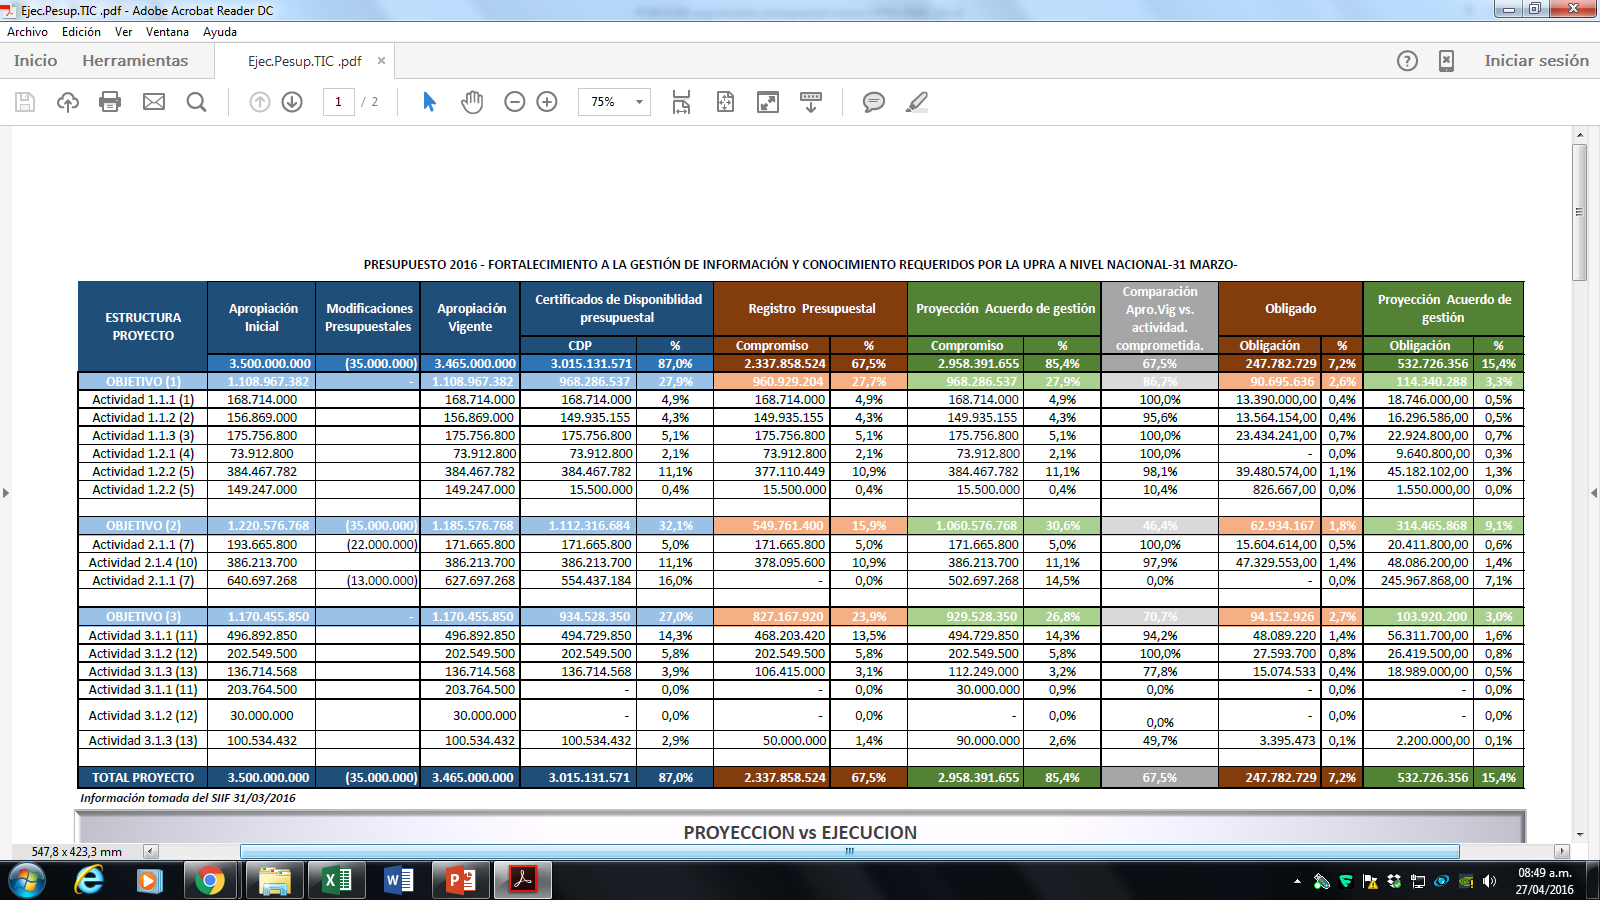 Ejec.Pesup.TIC .pdf - Adobe Acrobat Reader DC
Archivo Edición Ver Ventana Ayuda
Inicio Herramientas Ejec.Pesup.TIC .pdf × Iniciar sesión
1 / 2 75%
PRESUPUESTO 2016 - FORTALECIMIENTO A LA GESTIÓN DE INFORMACIÓN Y CONOCIMIENTO REQUERIDOS POR LA UPRA A NIVEL NACIONAL-31 MARZO-
ESTRUCTURA PROYECTO
Apropiación Inicial
Modificaciones Presupuestales
Apropiación Vigente
Certificados de Disponiblidad presupuestal
Registro Presupuestal
Proyección Acuerdo de gestión
Comparación Apro.Vig vs. actividad. comprometida.
Obligado
Proyección Acuerdo de gestión
CDP % Compromiso % Compromiso % Obligación % Obligación %
3.500.000.000 (35.000.000) 3.465.000.000 3.015.131.571 87,0% 2.337.858.524 67,5% 2.958.391.655 85,4% 67,5% 247.782.729 7,2% 532.726.356 15,4%
OBJETIVO (1) 1.108.967.382 - 1.108.967.382 968.286.537 27,9% 960.929.204 27,7% 968.286.537 27,9% 86,7% 90.695.636 2,6% 114.340.288 3,3%
Actividad 1.1.1 (1) 168.714.000 168.714.000 168.714.000 4,9% 168.714.000 4,9% 168.714.000 4,9% 100,0% 13.390.000,00 0,4% 18.746.000,00 0,5%
Actividad 1.1.2 (2) 156.869.000 156.869.000 149.935.155 4,3% 149.935.155 4,3% 149.935.155 4,3% 95,6% 13.564.154,00 0,4% 16.296.586,00 0,5%
Actividad 1.1.3 (3) 175.756.800 175.756.800 175.756.800 5,1% 175.756.800 5,1% 175.756.800 5,1% 100,0% 23.434.241,00 0,7% 22.924.800,00 0,7%
Actividad 1.2.1 (4) 73.912.800 73.912.800 73.912.800 2,1% 73.912.800 2,1% 73.912.800 2,1% 100,0% - 0,0% 9.640.800,00 0,3%
Actividad 1.2.2 (5) 384.467.782 384.467.782 384.467.782 11,1% 377.110.449 10,9% 384.467.782 11,1% 98,1% 39.480.574,00 1,1% 45.182.102,00 1,3%
Actividad 1.2.2 (5) 149.247.000 149.247.000 15.500.000 0,4% 15.500.000 0,4% 15.500.000 0,4% 10,4% 826.667,00 0,0% 1.550.000,00 0,0%
OBJETIVO (2) 1.220.576.768 (35.000.000) 1.185.576.768 1.112.316.684 32,1% 549.761.400 15,9% 1.060.576.768 30,6% 46,4% 62.934.167 1,8% 314.465.868 9,1%
Actividad 2.1.1 (7) 193.665.800 (22.000.000) 171.665.800 171.665.800 5,0% 171.665.800 5,0% 171.665.800 5,0% 100,0% 15.604.614,00 0,5% 20.411.800,00 0,6%
Actividad 2.1.4 (10) 386.213.700 386.213.700 386.213.700 11,1% 378.095.600 10,9% 386.213.700 11,1% 97,9% 47.329.553,00 1,4% 48.086.200,00 1,4%
Actividad 2.1.1 (7) 640.697.268 (13.000.000) 627.697.268 554.437.184 16,0% - 0,0% 502.697.268 14,5% 0,0% - 0,0% 245.967.868,00 7,1%
OBJETIVO (3) 1.170.455.850 - 1.170.455.850 934.528.350 27,0% 827.167.920 23,9% 929.528.350 26,8% 70,7% 94.152.926 2,7% 103.920.200 3,0%
Actividad 3.1.1 (11) 496.892.850 496.892.850 494.729.850 14,3% 468.203.420 13,5% 494.729.850 14,3% 94,2% 48.089.220 1,4% 56.311.700,00 1,6%
Actividad 3.1.2 (12) 202.549.500 202.549.500 202.549.500 5,8% 202.549.500 5,8% 202.549.500 5,8% 100,0% 27.593.700 0,8% 26.419.500,00 0,8%
Actividad 3.1.3 (13) 136.714.568 136.714.568 136.714.568 3,9% 106.415.000 3,1% 112.249.000 3,2% 77,8% 15.074.533 0,4% 18.989.000,00 0,5%
Actividad 3.1.1 (11) 203.764.500 203.764.500 - 0,0% - 0,0% 30.000.000 0,9% 0,0% - 0,0% - 0,0%
Actividad 3.1.2 (12) 30.000.000 30.000.000 - 0,0% - 0,0% - 0,0% 0,0% - 0,0% - 0,0%
Actividad 3.1.3 (13) 100.534.432 100.534.432 100.534.432 2,9% 50.000.000 1,4% 90.000.000 2,6% 49,7% 3.395.473 0,1% 2.200.000,00 0,1%
TOTAL PROYECTO 3.500.000.000 (35.000.000) 3.465.000.000 3.015.131.571 87,0% 2.337.858.524 67,5% 2.958.391.655 85,4% 67,5% 247.782.729 7,2% 532.726.356 15,4%
Información tomada del SIIF 31/03/2016
PROYECCION vs EJECUCION
547,8 x 423,3 mm
08:49 a.m.
27/04/2016